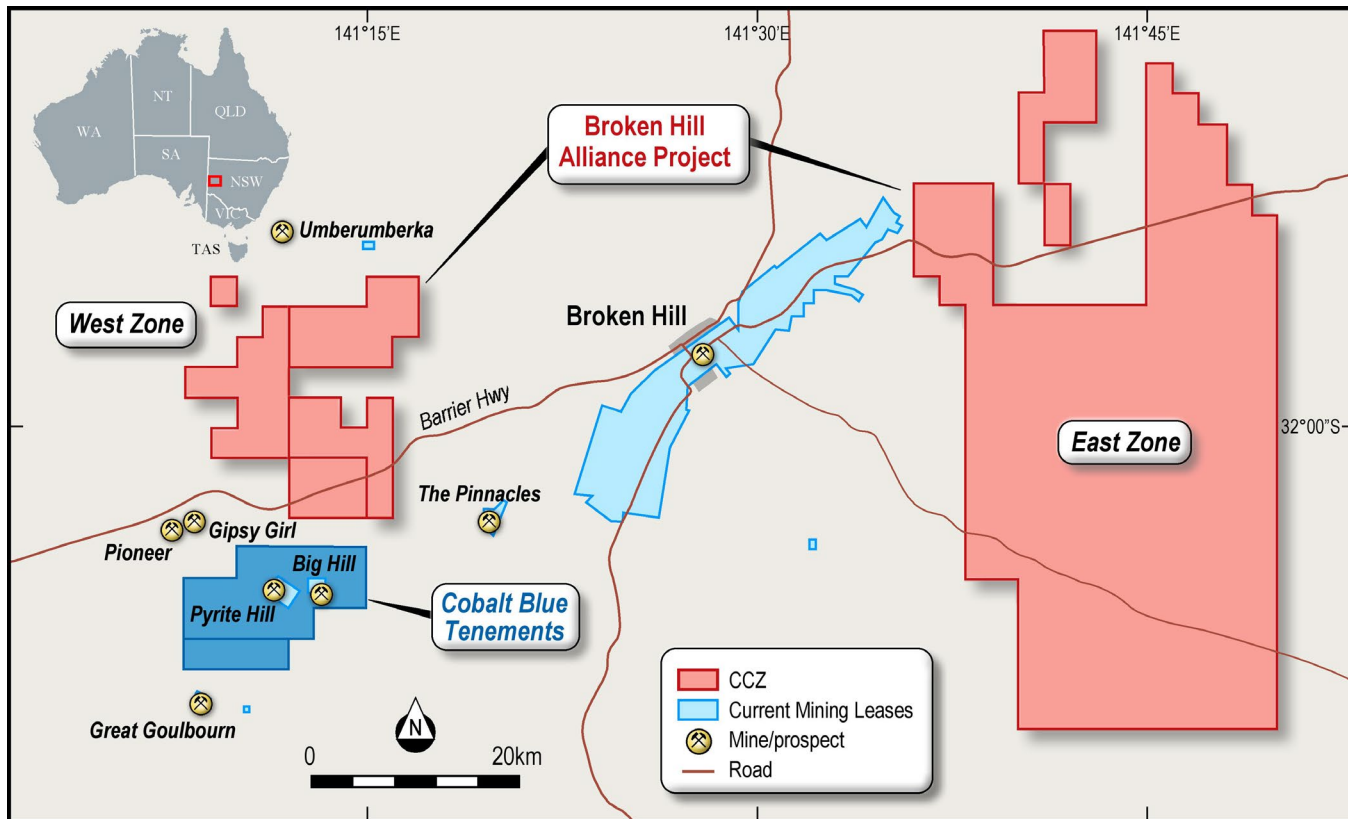 141°15'E
141°30'E
141°45'E
NT
QLD
WA
SA
NSW
VIC
TAS
Broken Hill
Alliance Project
Umberumberka
West Zone
Broken Hill
Barrier Hwy
32°00"S
East Zone
The Pinnacles
Gipsy Girl
Pioneer
Big Hill
Pyrite Hill
Cobalt Blue
Tenements
Great Goulbourn
N
0
20km
CCZ
Current Mining Leases
Mine/prospect
Road